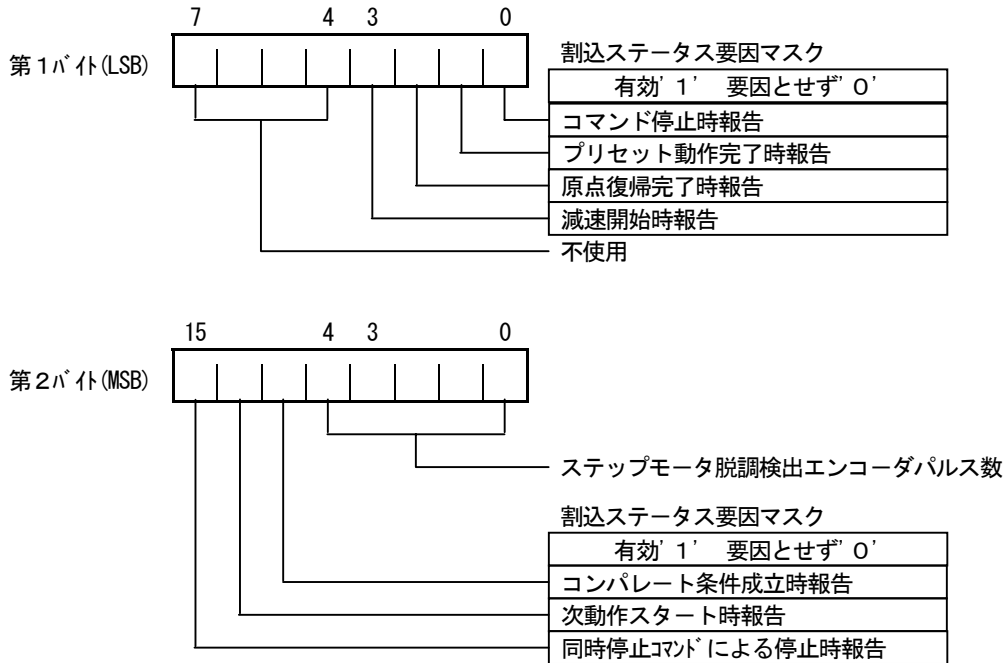 7 4 3 0
第１ﾊﾞｲﾄ(LSB)
割込ステータス要因マスク
有効'１' 要因とせず'０'
コマンド停止時報告
プリセット動作完了時報告
原点復帰完了時報告
減速開始時報告
不使用
15 4 3 0
第２ﾊﾞｲﾄ(MSB)
ステップモータ脱調検出エンコーダパルス数
割込ステータス要因マスク
有効'１' 要因とせず'０'
コンパレート条件成立時報告
次動作スタート時報告
同時停止ｺﾏﾝﾄﾞによる停止時報告